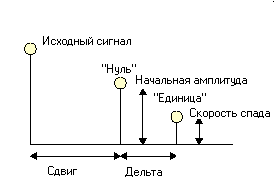 Исходный сигнал
"Нуль"
Начальная амплитуда
"Единица"
Скорость спада
Сдвиг
Дельта